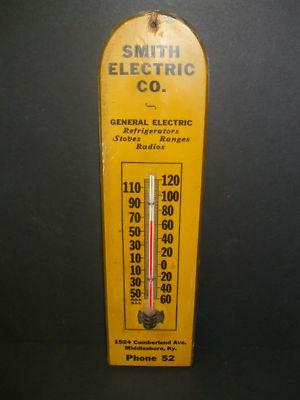 SMITH
ELECTRIC
CO.
GENERAL ELECTRIC
Refrigerators
Stoves Ranges
Radios
120
110 100
90 80
70 60
50 40
30 20
10 0
10 20
30 40
50 60
1924 Cumberland Ave.
Middlesboro, Ky.
Phone 52